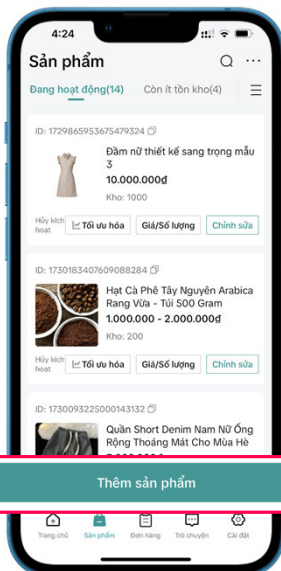 4:24
Sản phẩm
Đang hoạt động(14) Còn ít tồn kho(4)
ID: 1729865953675479324
Đầm nữ thiết kế sang trọng mẫu
3
10.000.000₫
Kho: 1000
Hủy kích
hoạt
Tối ưu hóa Giá/Số lượng Chỉnh sửa
ID: 1730183407609088284
Hạt Cà Phê Tây Nguyên Arabica
Rang Vừa - Túi 500 Gram
1.000.000 - 2.000.000₫
Kho: 200
Hủy kích
hoạt
Tối ưu hóa Giá/Số lượng Chỉnh sửa
ID: 1730093225000143132
Quần Short Denim Nam Nữ Ống
Rộng Thoáng Mát Cho Mùa Hè
Thêm sản phẩm
Trang chủ Sản phẩm Đơn hàng Trò chuyện Cài đặt